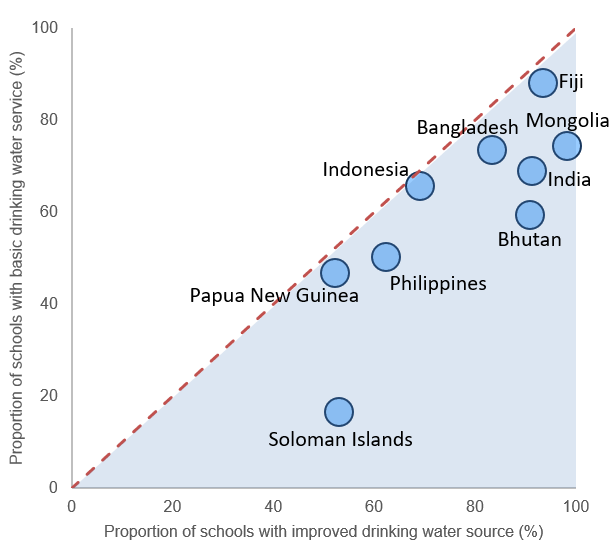 Proportion of schools with basic drinking water service (%)
100
80
60
40
20
0
Fiji
Mongolia
Bangladesh
Indonesia
India
Bhutan
Philippines
Papua New Guinea
Soloman Islands
0 20 40 60 80 100
Proportion of schools with improved drinking water source (%)